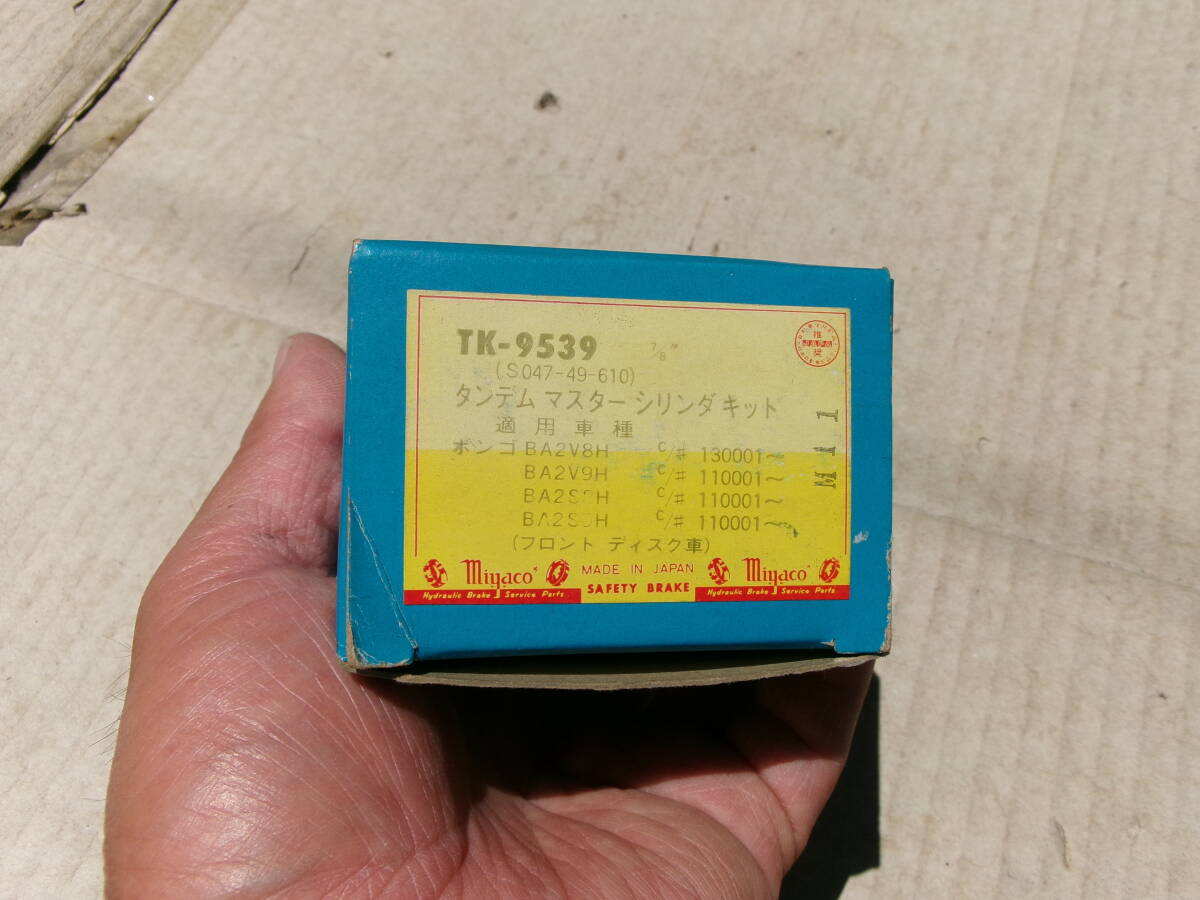 TK-9539 7/8"
推奨
(S047-49-610)
タンデム マスター シリンダ キット
適用車種
ボンゴ BA2V8H C/# 130001~
BA2V9H C/# 110001~
C/# 110001~
C/# 110001~
(フロント ディスク車)
M111
Miyaco MADE IN JAPAN Miyaco
Hydraulic Brake Service Parts SAFETY BRAKE Hydraulic Brake Service Parts